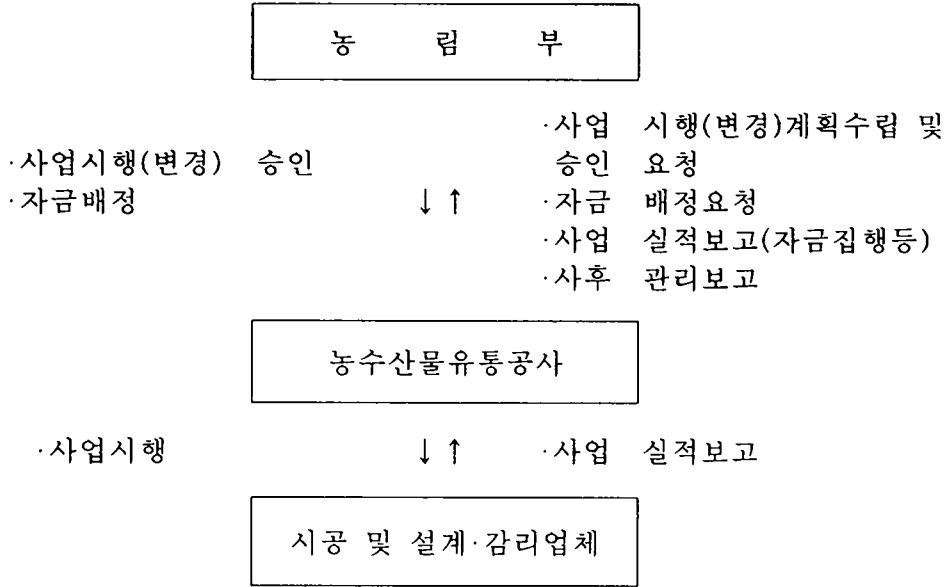 농 림 부
·사업 시행(변경)계획수립 및
·사업시행(변경) 승인 승인 요청
·자금배정 ↓↑ ·자금 배정요청
·사업 실적보고(자금집행등)
·사후 관리보고
농수산물유통공사
·사업시행 ↓↑ ·사업 실적보고
시공 및 설계·감리업체